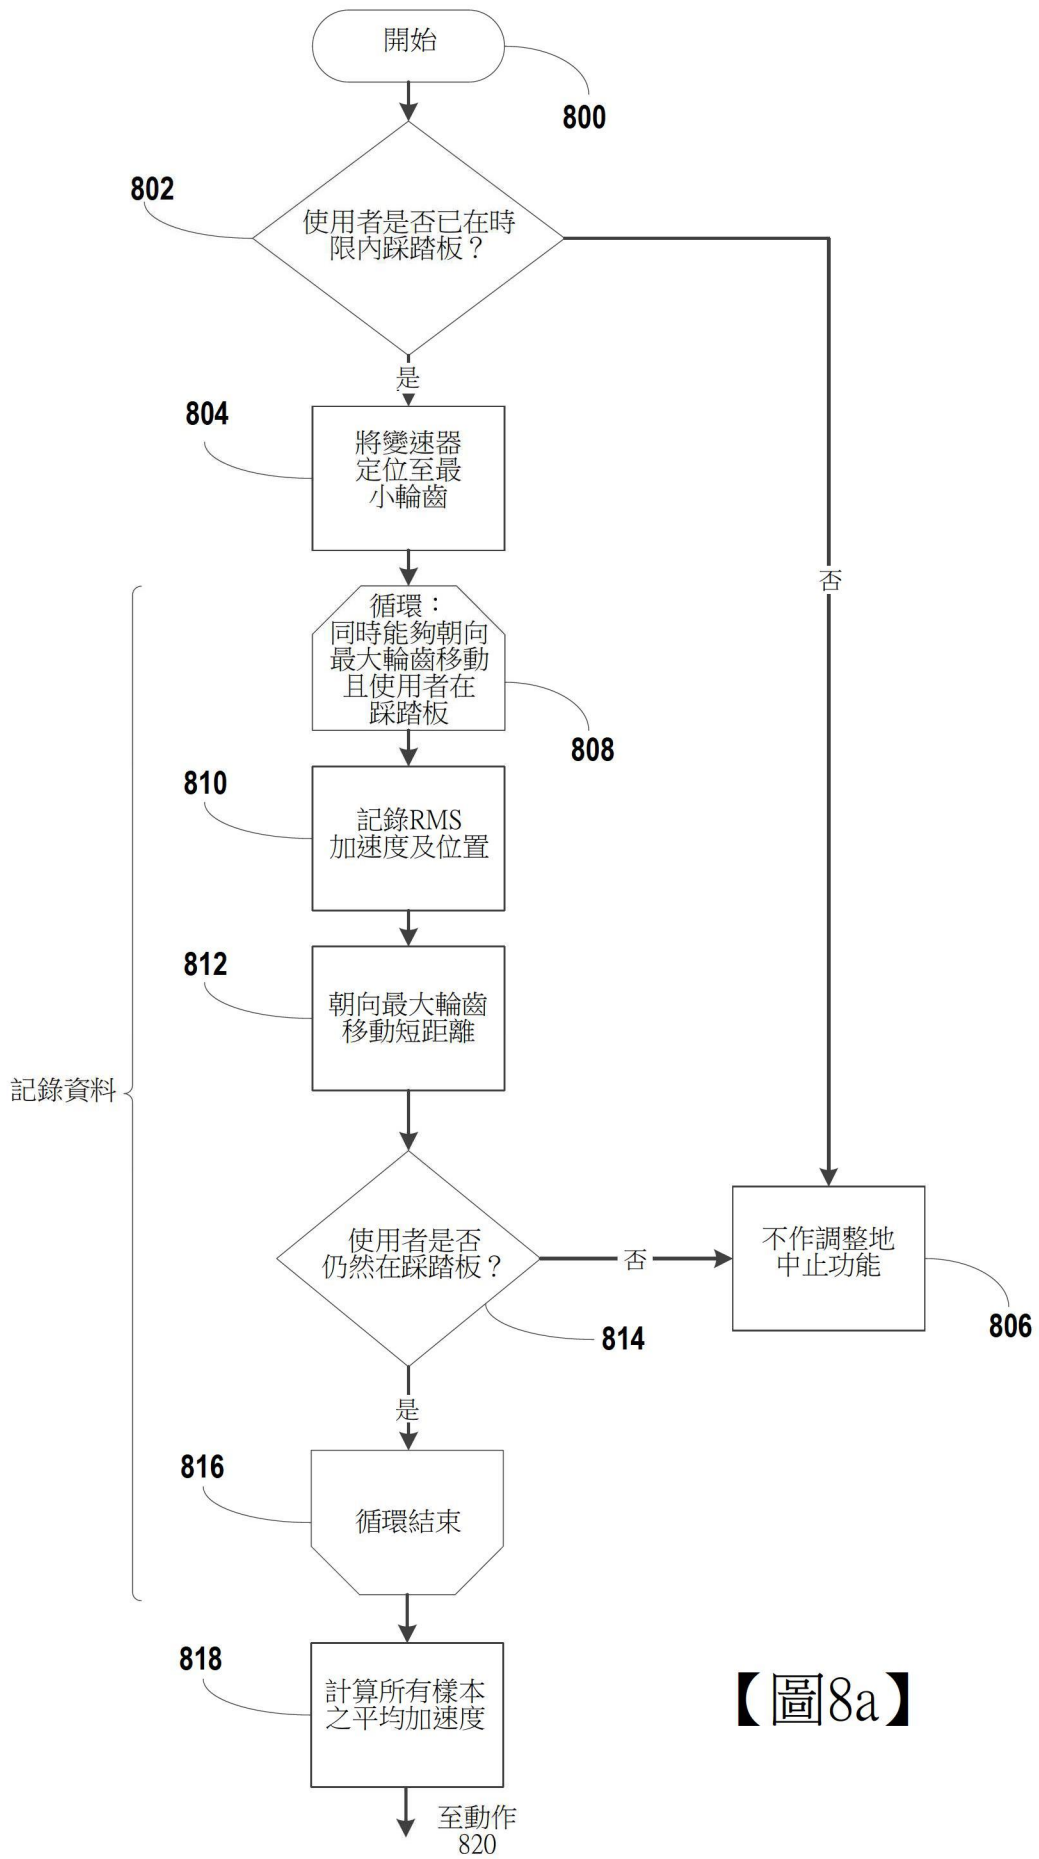 開始
800
802
使用者是否已在時
限內踩踏板？
是
804
將變速器
定位至最
小輪齒
否
循環：
同時能夠朝向
最大輪齒移動
且使用者在
踩踏板
808
810
記錄RMS
加速度及位置
812
朝向最大輪齒
移動短距離
記錄資料
使用者是否
仍然在踩踏板？
否
不作調整地
中止功能
806
814
是
816
循環結束
818
計算所有樣本
之平均加速度
【圖8a】
至動作
820